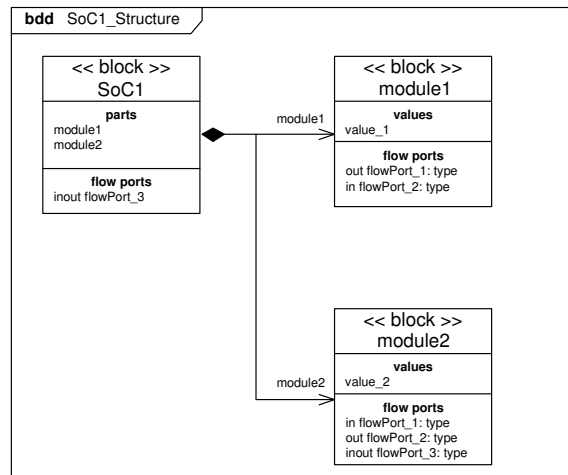 bdd SoC1_Structure
<< block >>
SoC1
parts
module1
module2
flow ports
inout flowPort_3
module1
<< block >>
module1
values
value_1
flow ports
out flowPort_1: type
in flowPort_2: type
module2
<< block >>
module2
values
value_2
flow ports
in flowPort_1: type
out flowPort_2: type
inout flowPort_3: type